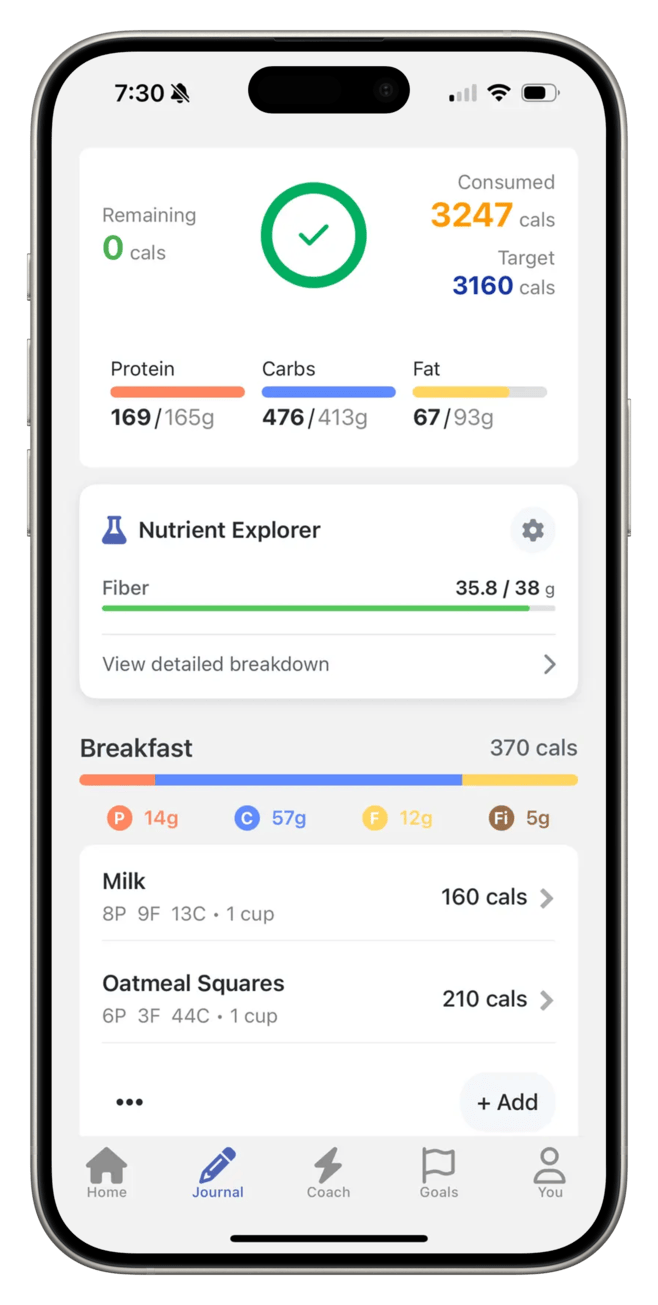 7:30
Remaining
0 cals
Consumed
3247 cals
Target
3160 cals
Protein
169/165g
Carbs
476/413g
Fat
67/93g
Nutrient Explorer
Fiber
35.8 / 38 g
View detailed breakdown
Breakfast
370 cals
P 14g
C 57g
F 12g
Fi 5g
Milk
8P 9F 13C • 1 cup
160 cals
Oatmeal Squares
6P 3F 44C • 1 cup
210 cals
+ Add
Home
Journal
Coach
Goals
You